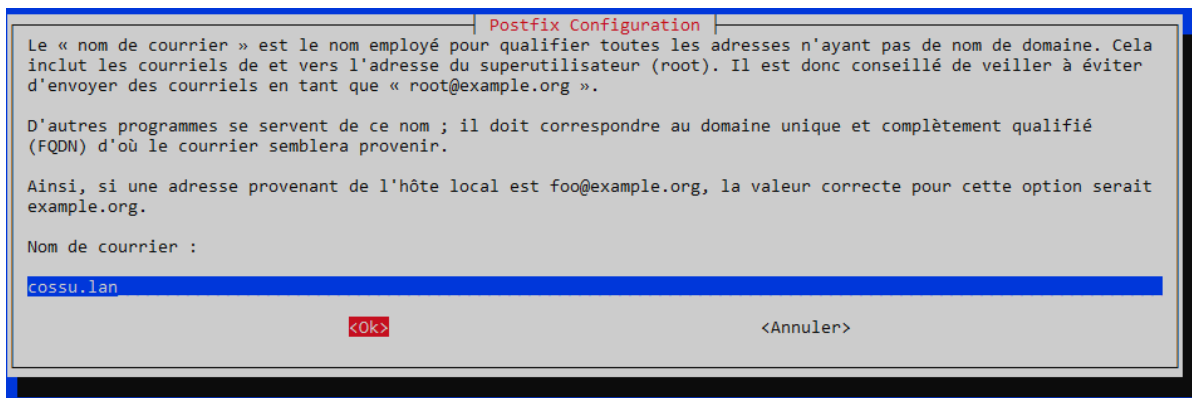 Postfix Configuration
Le « nom de courrier » est le nom employé pour qualifier toutes les adresses n'ayant pas de nom de domaine. Cela
inclut les courriels de et vers l'adresse du superutilisateur (root). Il est donc conseillé de veiller à éviter
d'envoyer des courriels en tant que « root@example.org ».
D'autres programmes se servent de ce nom ; il doit correspondre au domaine unique et complètement qualifié
(FQDN) d'où le courrier semblera provenir.
Ainsi, si une adresse provenant de l'hôte local est foo@example.org, la valeur correcte pour cette option serait
example.org.
Nom de courrier :
cossu.lan
<Ok> <Annuler>